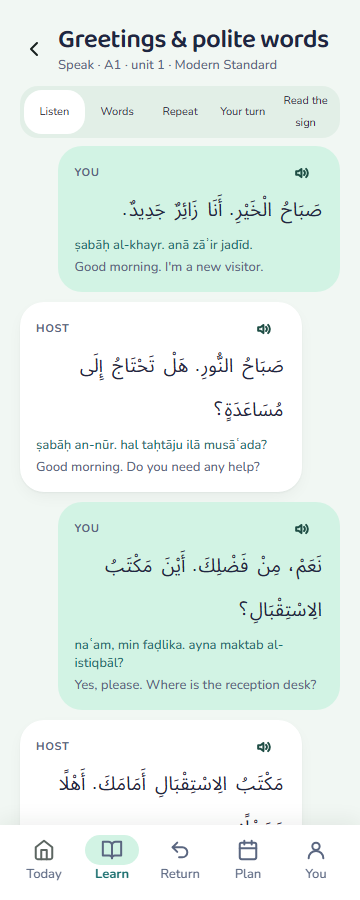 Greetings & polite words
Speak · A1 · unit 1 · Modern Standard
Listen
Words
Repeat
Your turn
Read the
sign
YOU
صَبَاحُ الْخَيْرِ. أَنَا زَائِرٌ جَدِيدٌ.
ṣabāḥ al-khayr. anā zāʾir jadīd.
Good morning. I'm a new visitor.
HOST
صَبَاحُ النُّورِ. هَلْ تَحْتَاجُ إِلَى
مُسَاعَدَةٍ؟
ṣabāḥ an-nūr. hal taḥtāju ilā musāʿada?
Good morning. Do you need any help?
YOU
نَعَمْ، مِنْ فَضْلِكَ. أَيْنَ مَكْتَبُ
الِاسْتِقْبَالِ؟
naʿam, min faḍlika. ayna maktab al-
istiqbāl?
Yes, please. Where is the reception desk?
HOST
مَكْتَبُ الِاسْتِقْبَالِ أَمَامَكَ. أَهْلًا
Today
Learn
Return
Plan
You